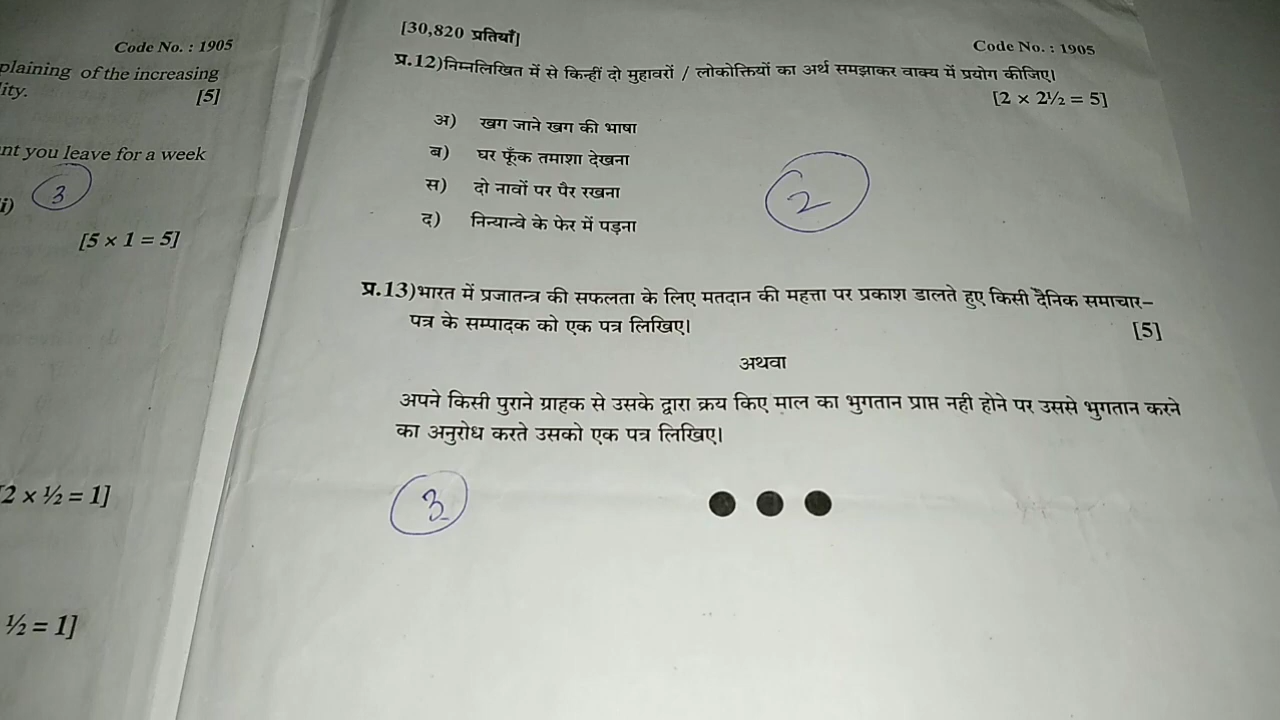 Code No. : 1905
plaining of the increasing
ity.
[5]
nt you leave for a week
i)
3
[5 × 1 = 5]
2 × ½ = 1]
½ = 1]
[30,820 प्रतियाँ]
Code No. : 1905
प्र.12)निम्नलिखित में से किन्हीं दो मुहावरों / लोकोक्तियों का अर्थ समझाकर वाक्य में प्रयोग कीजिए।
[2 × 2½ = 5]
अ) खग जाने खग की भाषा
ब) घर फूँक तमाशा देखना
स) दो नावों पर पैर रखना
द) निन्यान्वे के फेर में पड़ना
2
प्र.13)भारत में प्रजातन्त्र की सफलता के लिए मतदान की महत्ता पर प्रकाश डालते हुए किसी दैनिक समाचार–
पत्र के सम्पादक को एक पत्र लिखिए।
[5]
अथवा
अपने किसी पुराने ग्राहक से उसके द्वारा क्रय किए माल का भुगतान प्राप्त नही होने पर उससे भुगतान करने
का अनुरोध करते उसको एक पत्र लिखिए।
3